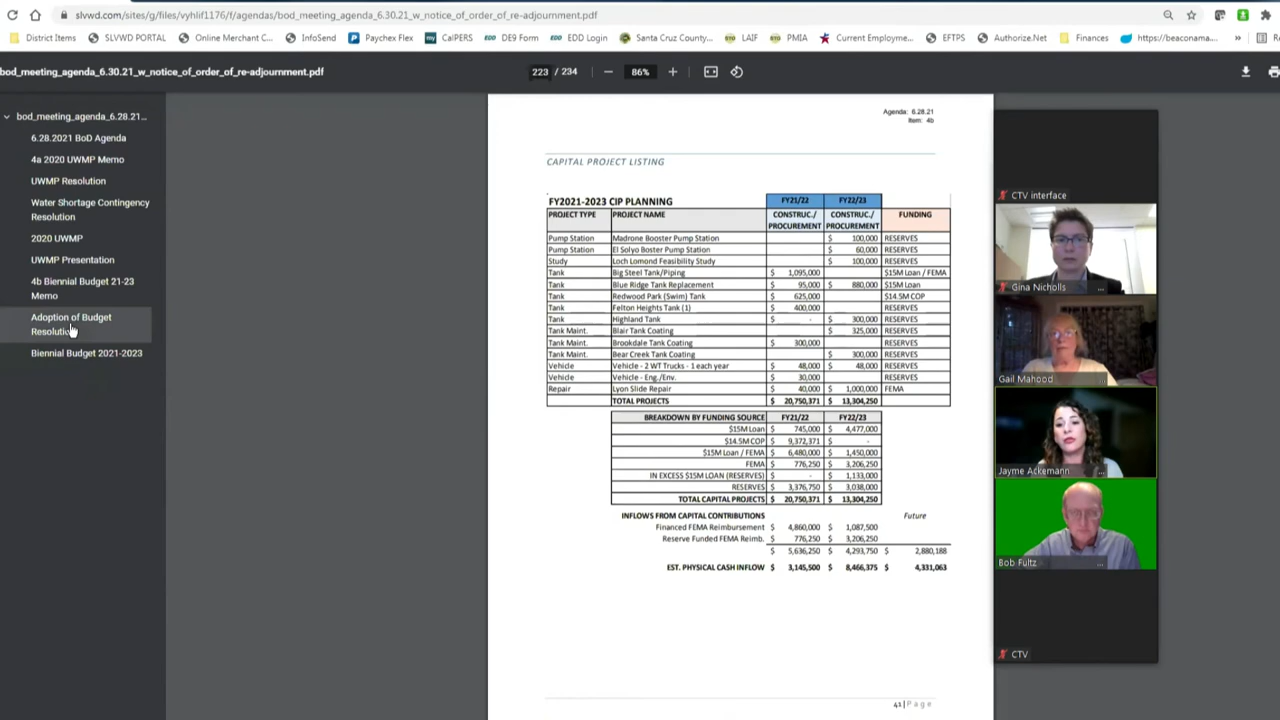 slvwd.com/sites/g/files/vyhlif1176/f/agendas/bod_meeting_agenda_6.30.21_w_notice_of_order_of_re-adjournment.pdf
District Items SLVWD PORTAL Online Merchant C... InfoSend Paychex Flex CalPERS DE9 Form EDD Login Santa Cruz County... LAIF PMIA Current Employme... EFTPS Authorize.Net Finances https://beaconama... »
bod_meeting_agenda_6.30.21_w_notice_of_order_of_re-adjournment.pdf 223 / 234 — 86% +
bod_meeting_agenda_6.28.21...
6.28.2021 BoD Agenda
4a 2020 UWMP Memo
UWMP Resolution
Water Shortage Contingency
Resolution
2020 UWMP
UWMP Presentation
4b Biennial Budget 21-23
Memo
Adoption of Budget
Resolution
Biennial Budget 2021-2023
Agenda: 6.28.21
Item: 4b
CAPITAL PROJECT LISTING
FY2021-2023 CIP PLANNING FY21/22 FY22/23
PROJECT TYPE PROJECT NAME CONSTRUC./ PROCUREMENT CONSTRUC./ PROCUREMENT FUNDING
Pump Station Madrone Booster Pump Station $ 100,000 RESERVES
Pump Station El Solyo Boster Pump Station $ 60,000 RESERVES
Study Loch Lomond Feasibility Study $ 100,000 RESERVES
Tank Big Steel Tank/Piping $ 1,095,000 $15M Loan / FEMA
Tank Blue Ridge Tank Replacement $ 95,000 $ 880,000 $15M Loan
Tank Redwood Park (Swim) Tank $ 625,000 $14.5M COP
Tank Felton Heights Tank (1) $ 400,000 RESERVES
Tank Highland Tank $ - $ 300,000 RESERVES
Tank Maint. Blair Tank Coating $ 325,000 RESERVES
Tank Maint. Brookdale Tank Coating $ 300,000 RESERVES
Tank Maint. Bear Creek Tank Coating $ 300,000 RESERVES
Vehicle Vehicle - 2 WT Trucks - 1 each year $ 48,000 $ 48,000 RESERVES
Vehicle Vehicle - Eng./Env. $ 30,000 RESERVES
Repair Lyon Slide Repair $ 40,000 $ 1,000,000 FEMA
TOTAL PROJECTS $ 20,750,371 $ 13,304,250
BREAKDOWN BY FUNDING SOURCE FY21/22 FY22/23
$15M Loan $ 745,000 $ 4,477,000
$14.5M COP $ 9,372,371 $ -
$15M Loan / FEMA $ 6,480,000 $ 1,450,000
FEMA $ 776,250 $ 3,206,250
IN EXCESS $15M LOAN (RESERVES) $ - $ 1,133,000
RESERVES $ 3,376,750 $ 3,038,000
TOTAL CAPITAL PROJECTS $ 20,750,371 $ 13,304,250
INFLOWS FROM CAPITAL CONTRIBUTIONS Future
Financed FEMA Reimbursement $ 4,860,000 $ 1,087,500
Reserve Funded FEMA Reimb. $ 776,250 $ 3,206,250
$ 5,636,250 $ 4,293,750 $ 2,880,188
EST. PHYSICAL CASH INFLOW $ 3,145,500 $ 8,466,375 $ 4,331,063
41 | Page
CTV interface
Gina Nicholls ...
Gail Mahood ...
Jayme Ackemann ...
Bob Fultz ...
CTV